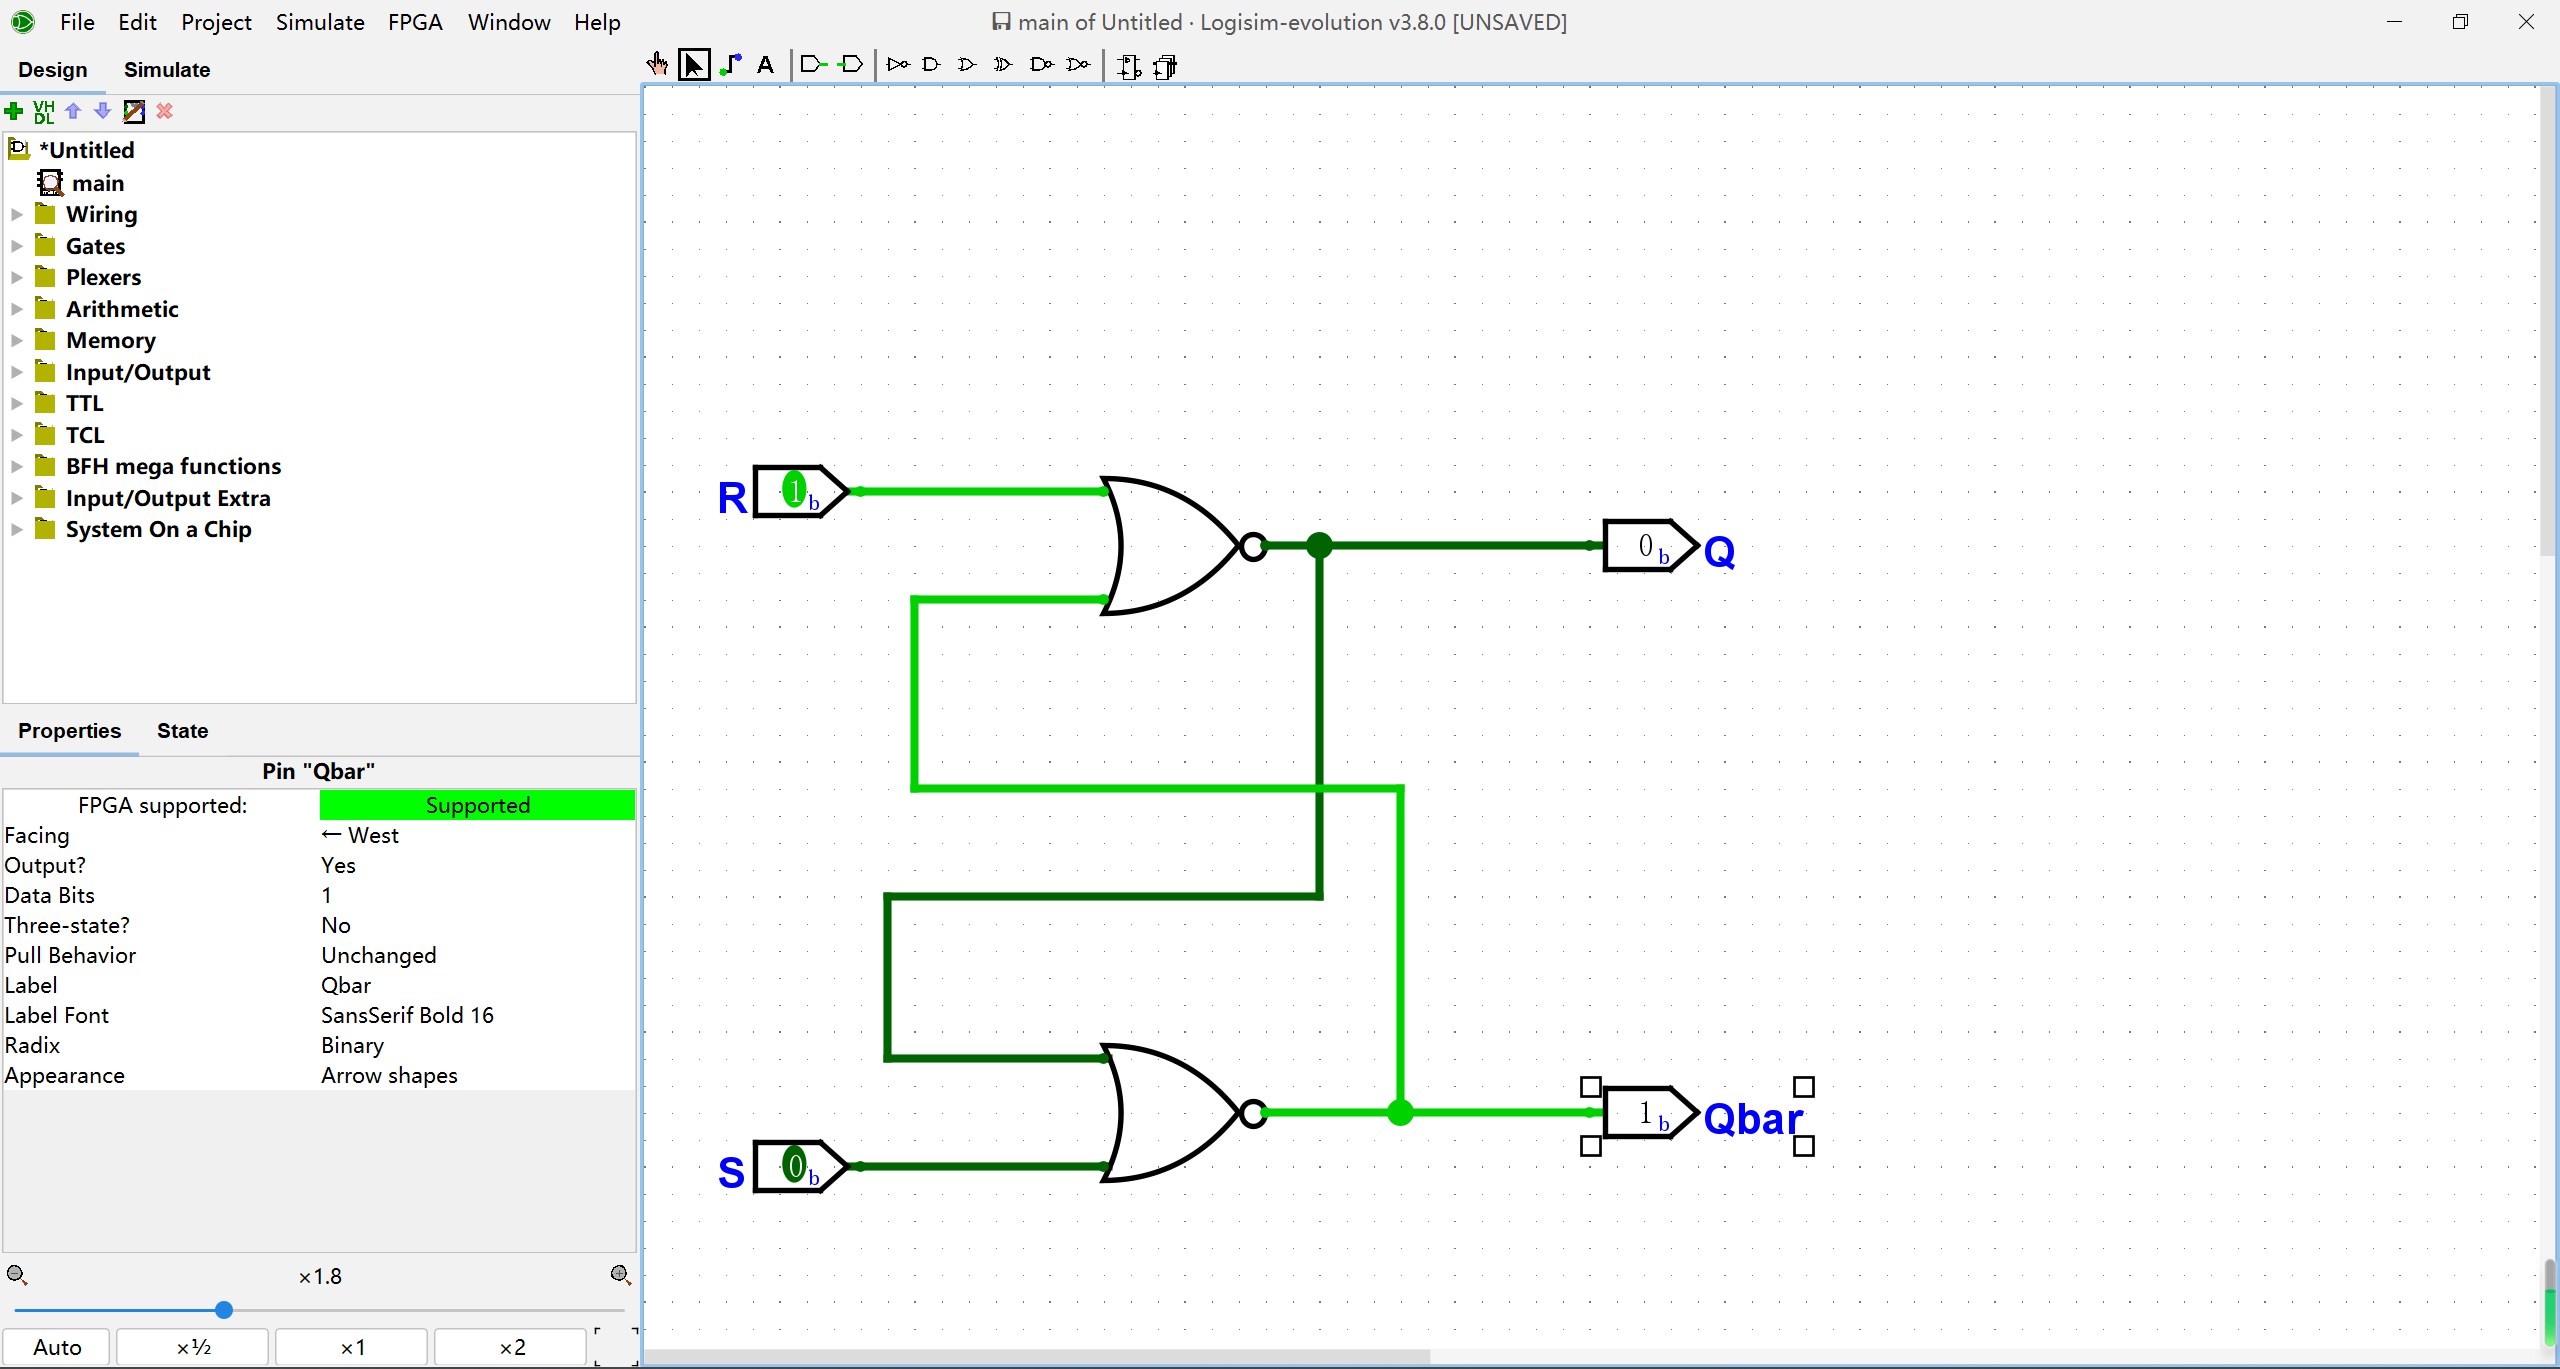 File Edit Project Simulate FPGA Window Help
main of Untitled · Logisim-evolution v3.8.0 [UNSAVED]
Design Simulate
A
VHDL
*Untitled
main
Wiring
Gates
Plexers
Arithmetic
Memory
Input/Output
TTL
TCL
BFH mega functions
Input/Output Extra
System On a Chip
R 1b
0b Q
1b Qbar
S 0b
Properties State
Pin "Qbar"
FPGA supported: Supported
Facing ← West
Output? Yes
Data Bits 1
Three-state? No
Pull Behavior Unchanged
Label Qbar
Label Font SansSerif Bold 16
Radix Binary
Appearance Arrow shapes
×1.8
Auto ×½ ×1 ×2